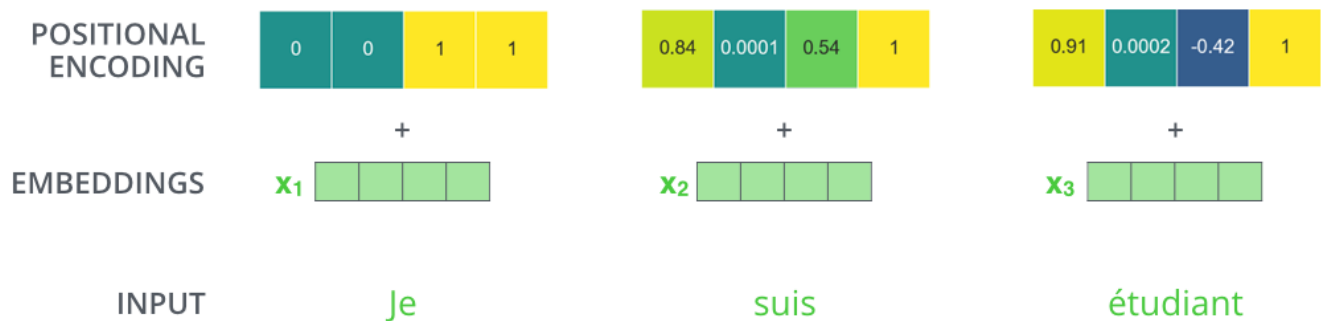 POSITIONAL
ENCODING
0 0 1 1
0.84 0.0001 0.54 1
0.91 0.0002 -0.42 1
+ + +
EMBEDDINGS
x1
x2
x3
INPUT
Je
suis
étudiant